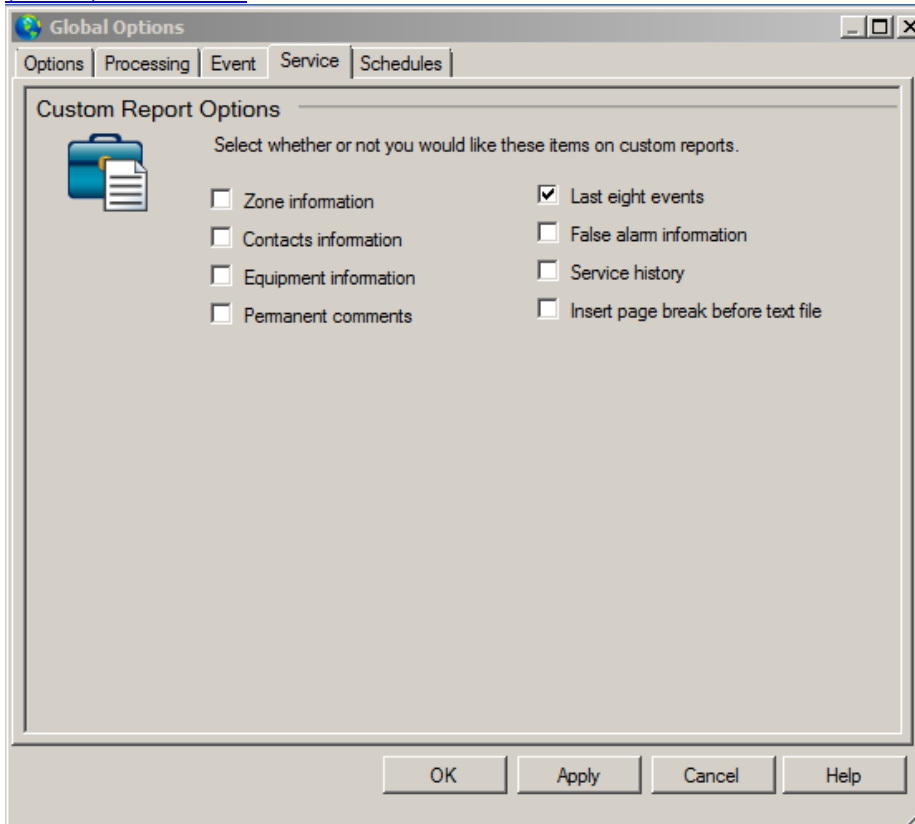 Global Options
Options Processing Event Service Schedules
Custom Report Options
Select whether or not you would like these items on custom reports.
Zone information
Last eight events
Contacts information
False alarm information
Equipment information
Service history
Permanent comments
Insert page break before text file
OK Apply Cancel Help